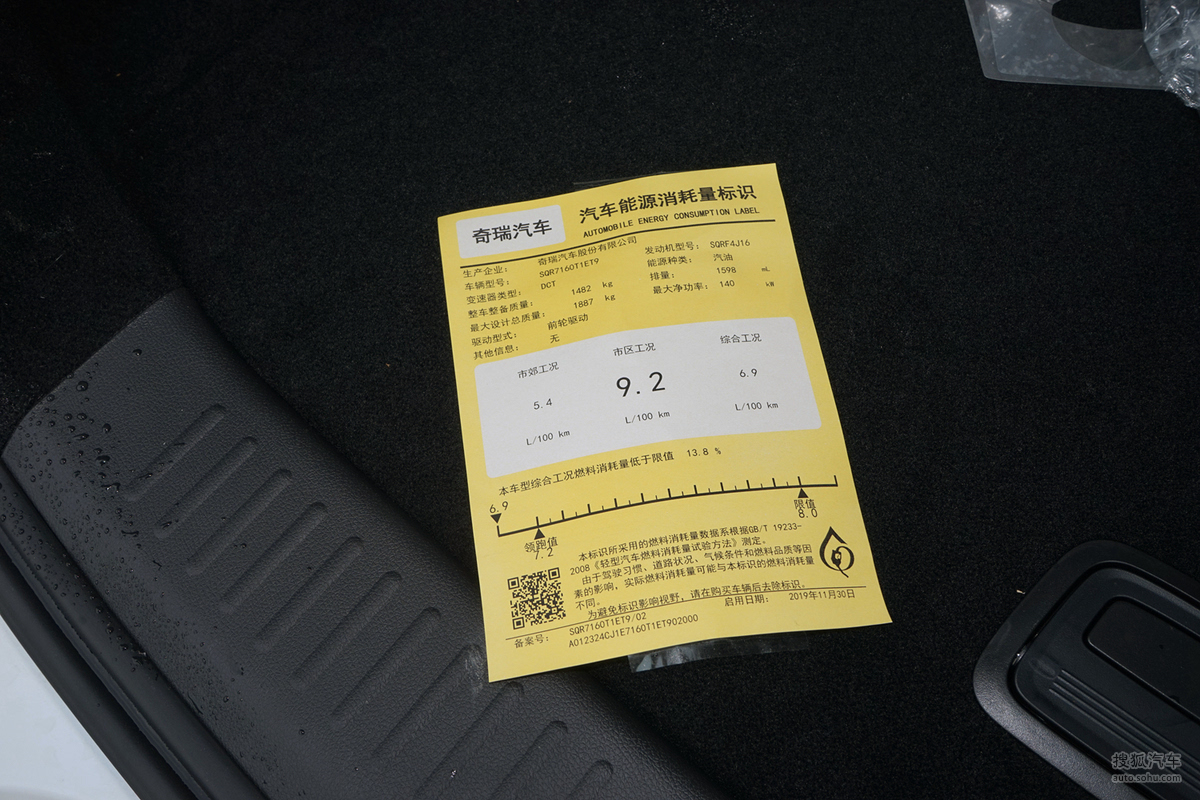 奇瑞汽车
汽车能源消耗量标识
AUTOMOBILE ENERGY CONSUMPTION LABEL
生产企业: 奇瑞汽车股份有限公司
车辆型号: SQR7160T1ET9
发动机型号: SQRF4J16
变速器类型: DCT
能源种类: 汽油
整车整备质量: 1482 kg
排量: 1598 mL
最大设计总质量: 1887 kg
最大净功率: 140 kW
驱动型式: 前轮驱动
其他信息: 无
市郊工况 市区工况 综合工况
5.4 9.2 6.9
L/100 km L/100 km L/100 km
本车型综合工况燃料消耗量低于限值 13.8 %
6.9
领跑值
7.2
限值
8.0
本标识所采用的燃料消耗量数据系根据GB/T 19233-
2008《轻型汽车燃料消耗量试验方法》测定。
由于驾驶习惯、道路状况、气候条件和燃料品质等因
素的影响，实际燃料消耗量可能与本标识的燃料消耗量
不同。
为避免标识影响视野，请在购买车辆后去除标识。
备案号: SQR7160T1ET9/02
启用日期: 2019年11月30日
A012324CJ1E7160T1ET902000
搜狐汽车
auto.sohu.com